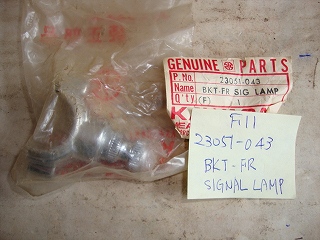 GENUINE PARTS
P.No. 23051-043
Name BKT-FR SIG LAMP
Q'ty (F) 1
F11
23051-043
BKT-FR
SIGNAL LAMP